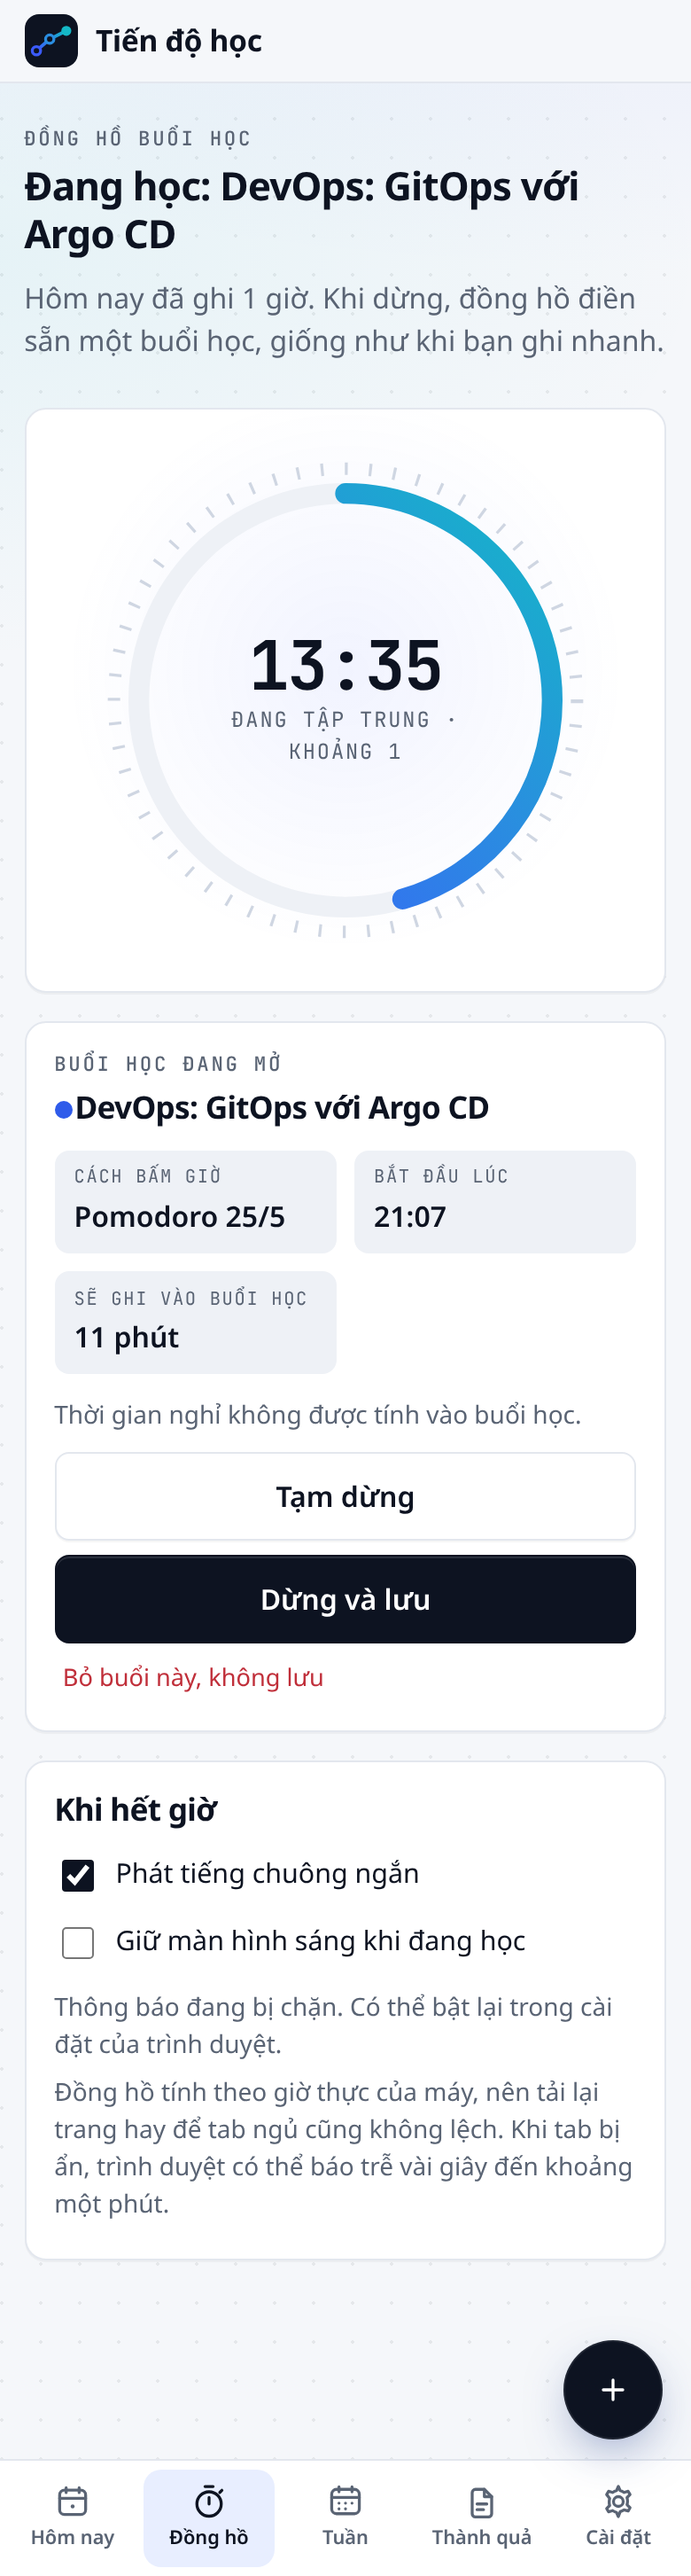 Tiến độ học
ĐỒNG HỒ BUỔI HỌC
Đang học: DevOps: GitOps với
Argo CD
Hôm nay đã ghi 1 giờ. Khi dừng, đồng hồ điền
sẵn một buổi học, giống như khi bạn ghi nhanh.
13:35
ĐANG TẬP TRUNG ·
KHOẢNG 1
BUỔI HỌC ĐANG MỞ
DevOps: GitOps với Argo CD
CÁCH BẤM GIỜ
Pomodoro 25/5
BẮT ĐẦU LÚC
21:07
SẼ GHI VÀO BUỔI HỌC
11 phút
Thời gian nghỉ không được tính vào buổi học.
Tạm dừng
Dừng và lưu
Bỏ buổi này, không lưu
Khi hết giờ
Phát tiếng chuông ngắn
Giữ màn hình sáng khi đang học
Thông báo đang bị chặn. Có thể bật lại trong cài
đặt của trình duyệt.
Đồng hồ tính theo giờ thực của máy, nên tải lại
trang hay để tab ngủ cũng không lệch. Khi tab bị
ẩn, trình duyệt có thể báo trễ vài giây đến khoảng
một phút.
Hôm nay
Đồng hồ
Tuần
Thành quả
Cài đặt